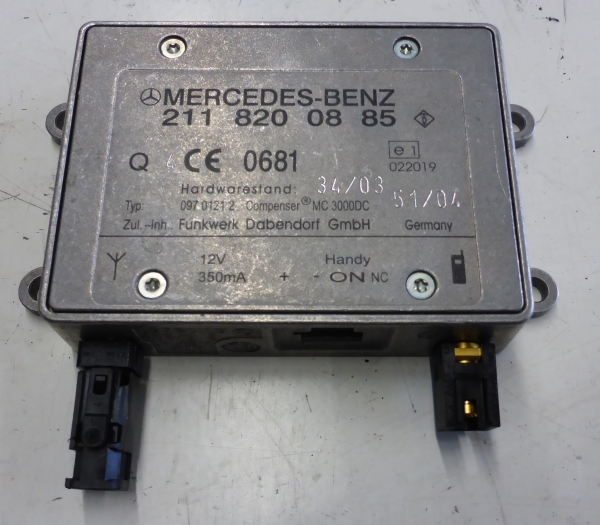 MERCEDES-BENZ
211 820 08 85
Q 4 CE 0681 e1
022019
Hardwarestand: 34/03 51/04
Typ: 097 0121 2 Compenser® MC 3000DC
Zul.-Inh. Funkwerk Dabendorf GmbH Germany
12V Handy
350mA + - ON NC